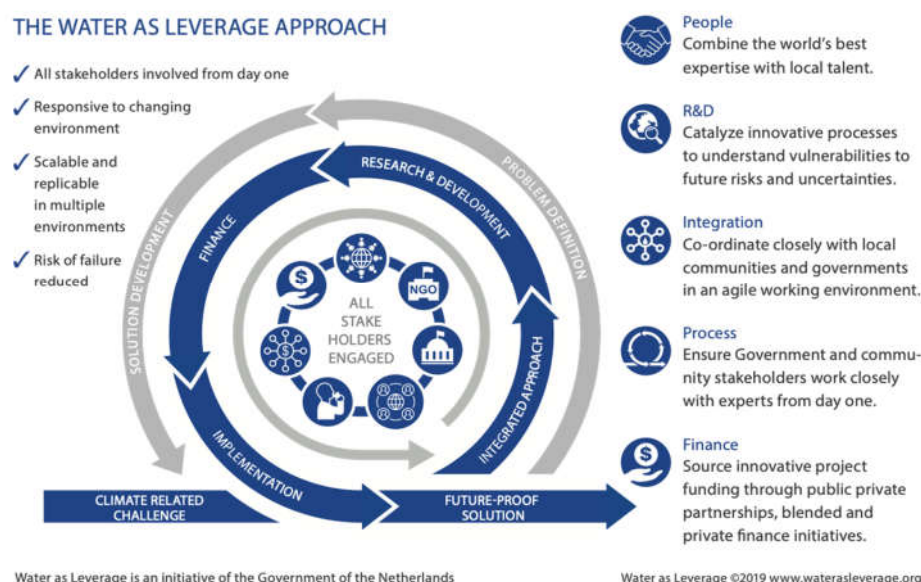 THE WATER AS LEVERAGE APPROACH
✓ All stakeholders involved from day one
✓ Responsive to changing
environment
✓ Scalable and
replicable
in multiple
environments
✓ Risk of failure
reduced
SOLUTION DEVELOPMENT
PROBLEM DEFINITION
FINANCE
RESEARCH & DEVELOPMENT
INTEGRATED APPROACH
IMPLEMENTATION
$
NGO
$
ALL
STAKE
HOLDERS
ENGAGED
CLIMATE RELATED
CHALLENGE
FUTURE-PROOF
SOLUTION
People
Combine the world's best
expertise with local talent.
R&D
Catalyze innovative processes
to understand vulnerabilities to
future risks and uncertainties.
Integration
Co-ordinate closely with local
communities and governments
in an agile working environment.
Process
Ensure Government and commu-
nity stakeholders work closely
with experts from day one.
$
Finance
Source innovative project
funding through public private
partnerships, blended and
private finance initiatives.
Water as Leverage is an initiative of the Government of the Netherlands
Water as Leverage ©2019 www.waterasleverage.org